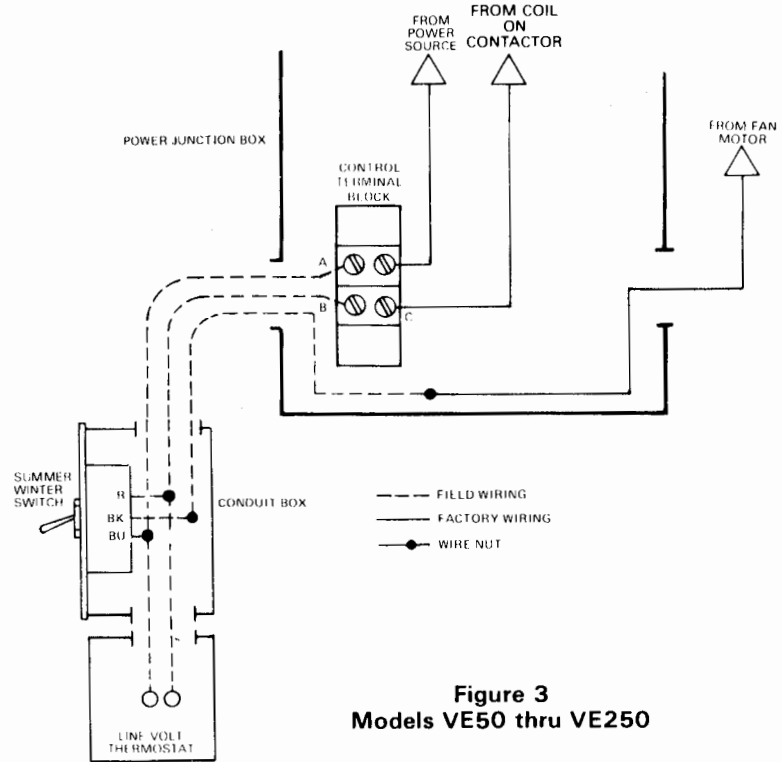 FROM
POWER
SOURCE
FROM COIL
ON
CONTACTOR
POWER JUNCTION BOX
FROM FAN
MOTOR
CONTROL
TERMINAL
BLOCK
A
B
C
SUMMER
WINTER
SWITCH
R
BK
BU
CONDUIT BOX
FIELD WIRING
FACTORY WIRING
WIRE NUT
LINE VOLT
THERMOSTAT
Figure 3
Models VE50 thru VE250